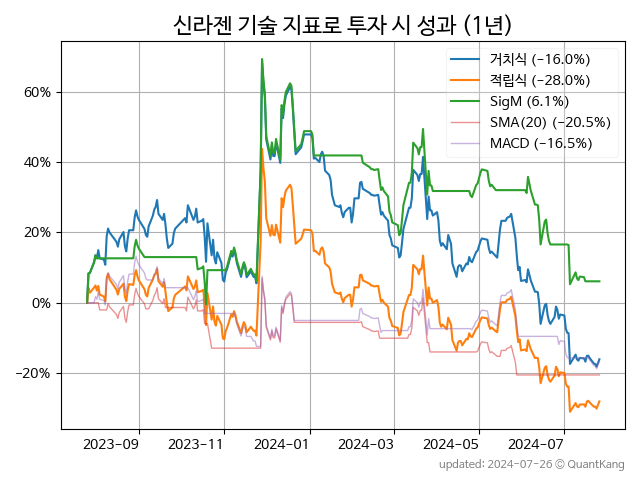 신라젠 기술 지표로 투자 시 성과 (1년)
거치식 (−16.0%)
적립식 (−28.0%)
SigM (6.1%)
SMA(20) (−20.5%)
MACD (−16.5%)
60%
40%
20%
0%
−20%
2023-09 2023-11 2024-01 2024-03 2024-05 2024-07
updated: 2024-07-26 © QuantKang